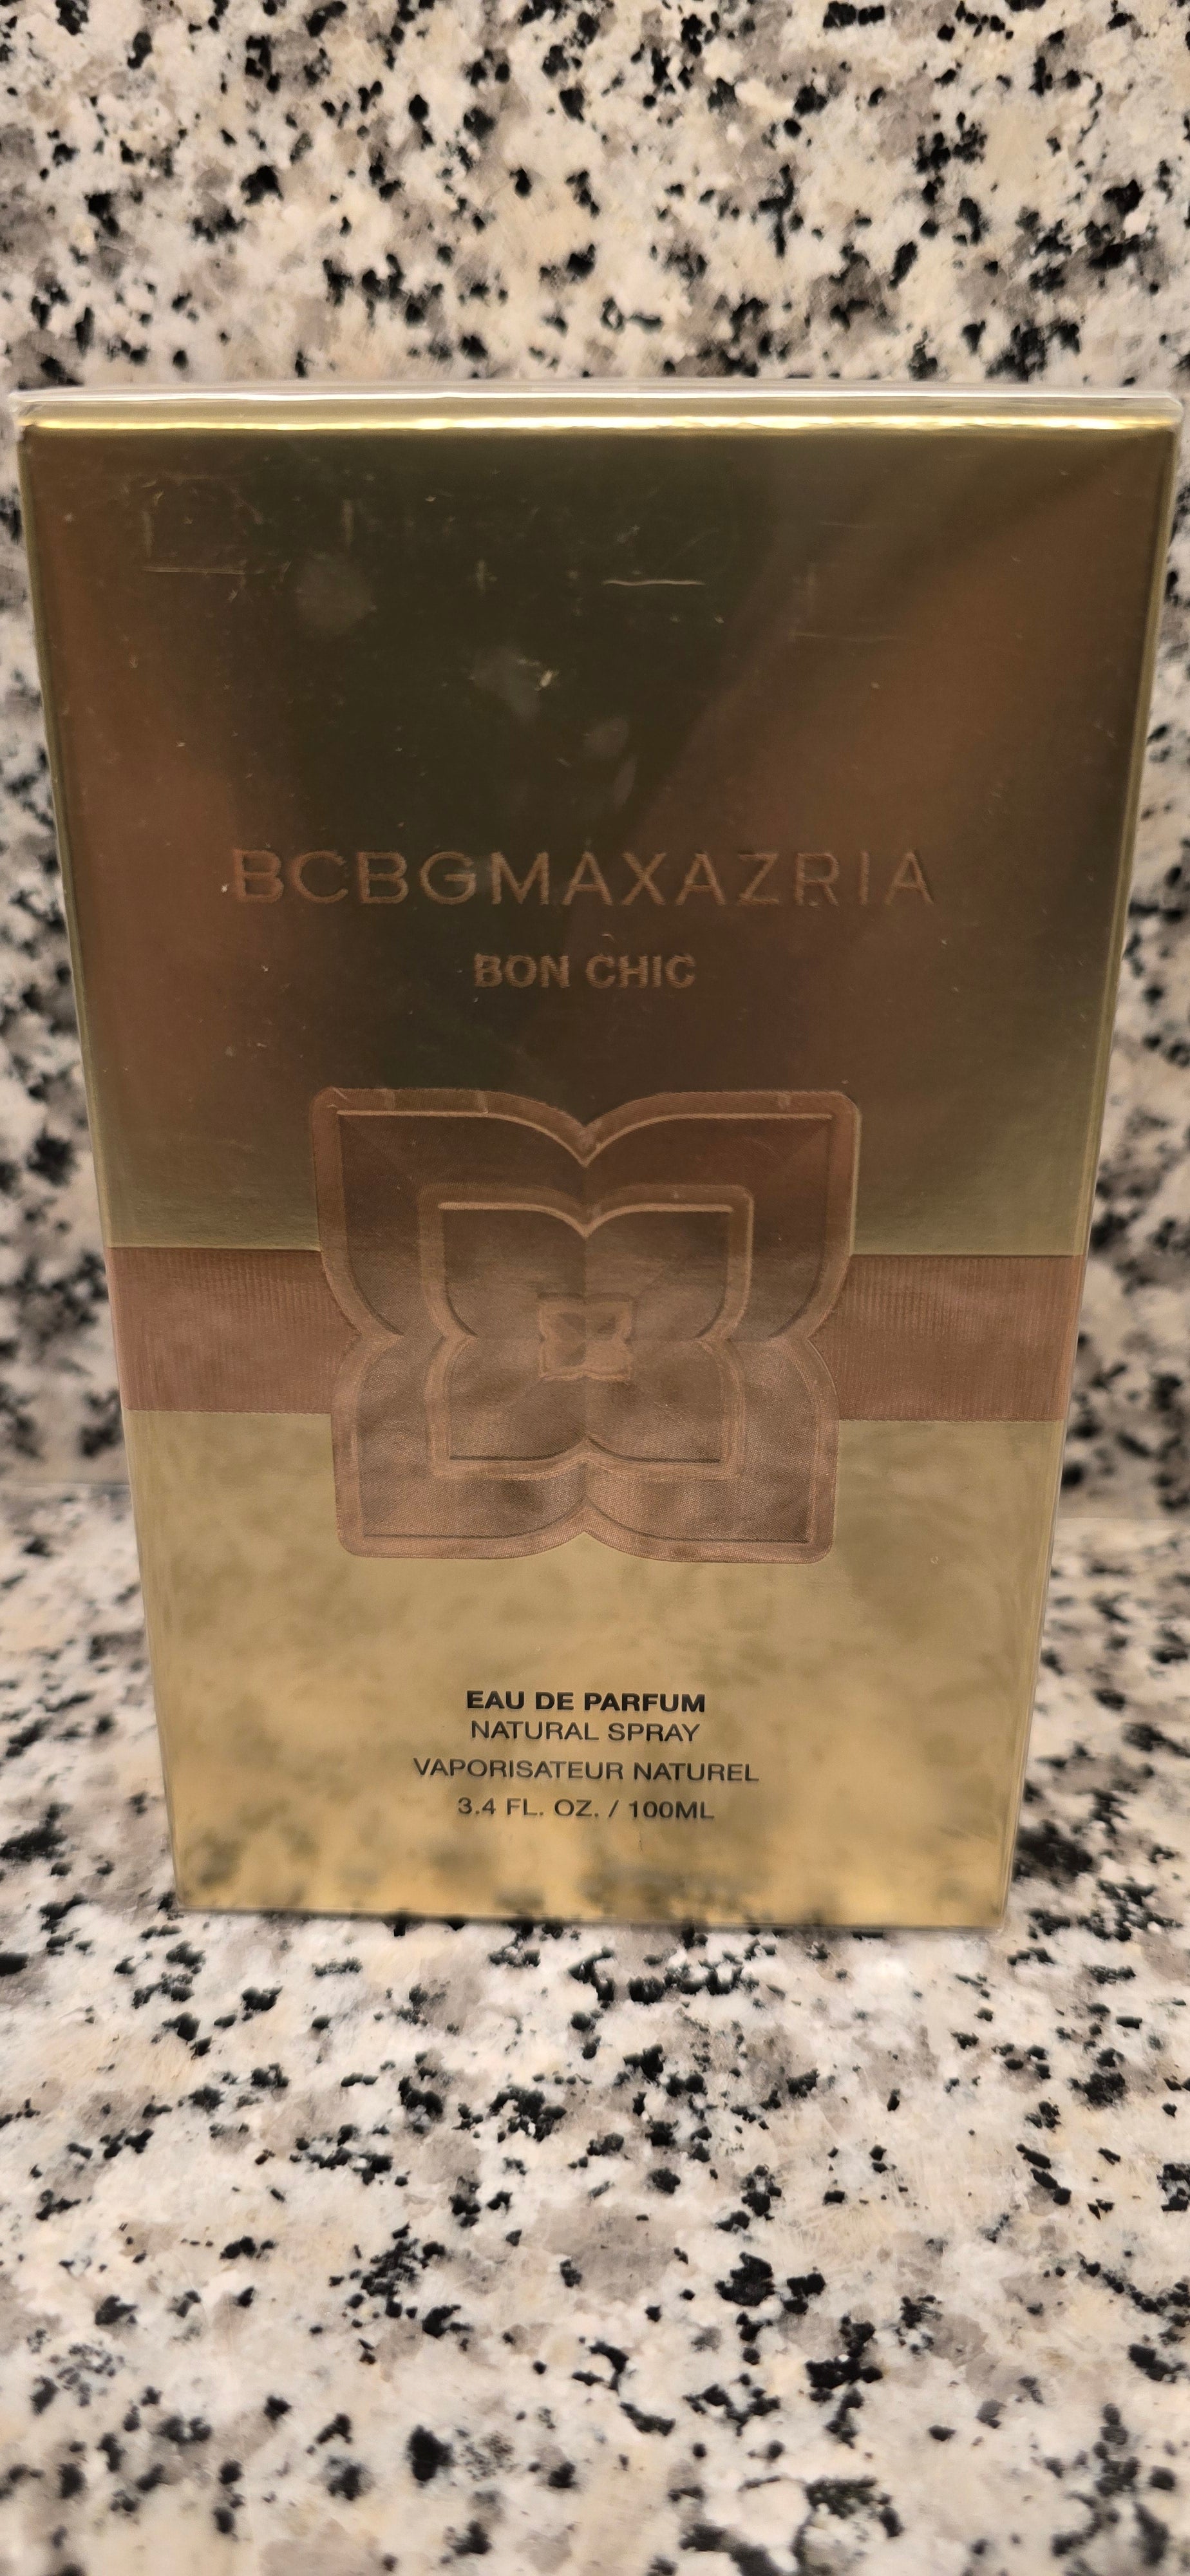 BCBGMAXAZRIA
BON CHIC
EAU DE PARFUM
NATURAL SPRAY
VAPORISATEUR NATUREL
3.4 FL. OZ. / 100ML